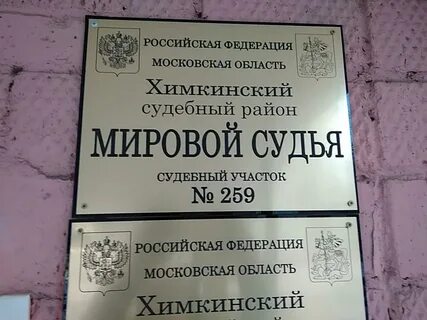 РОССИЙСКАЯ ФЕДЕРАЦИЯ
МОСКОВСКАЯ ОБЛАСТЬ
Химкинский
судебный район
МИРОВОЙ СУДЬЯ
СУДЕБНЫЙ УЧАСТОК
№ 259
РОССИЙСКАЯ ФЕДЕРАЦИЯ
МОСКОВСКАЯ ОБЛАСТЬ
Химкинский